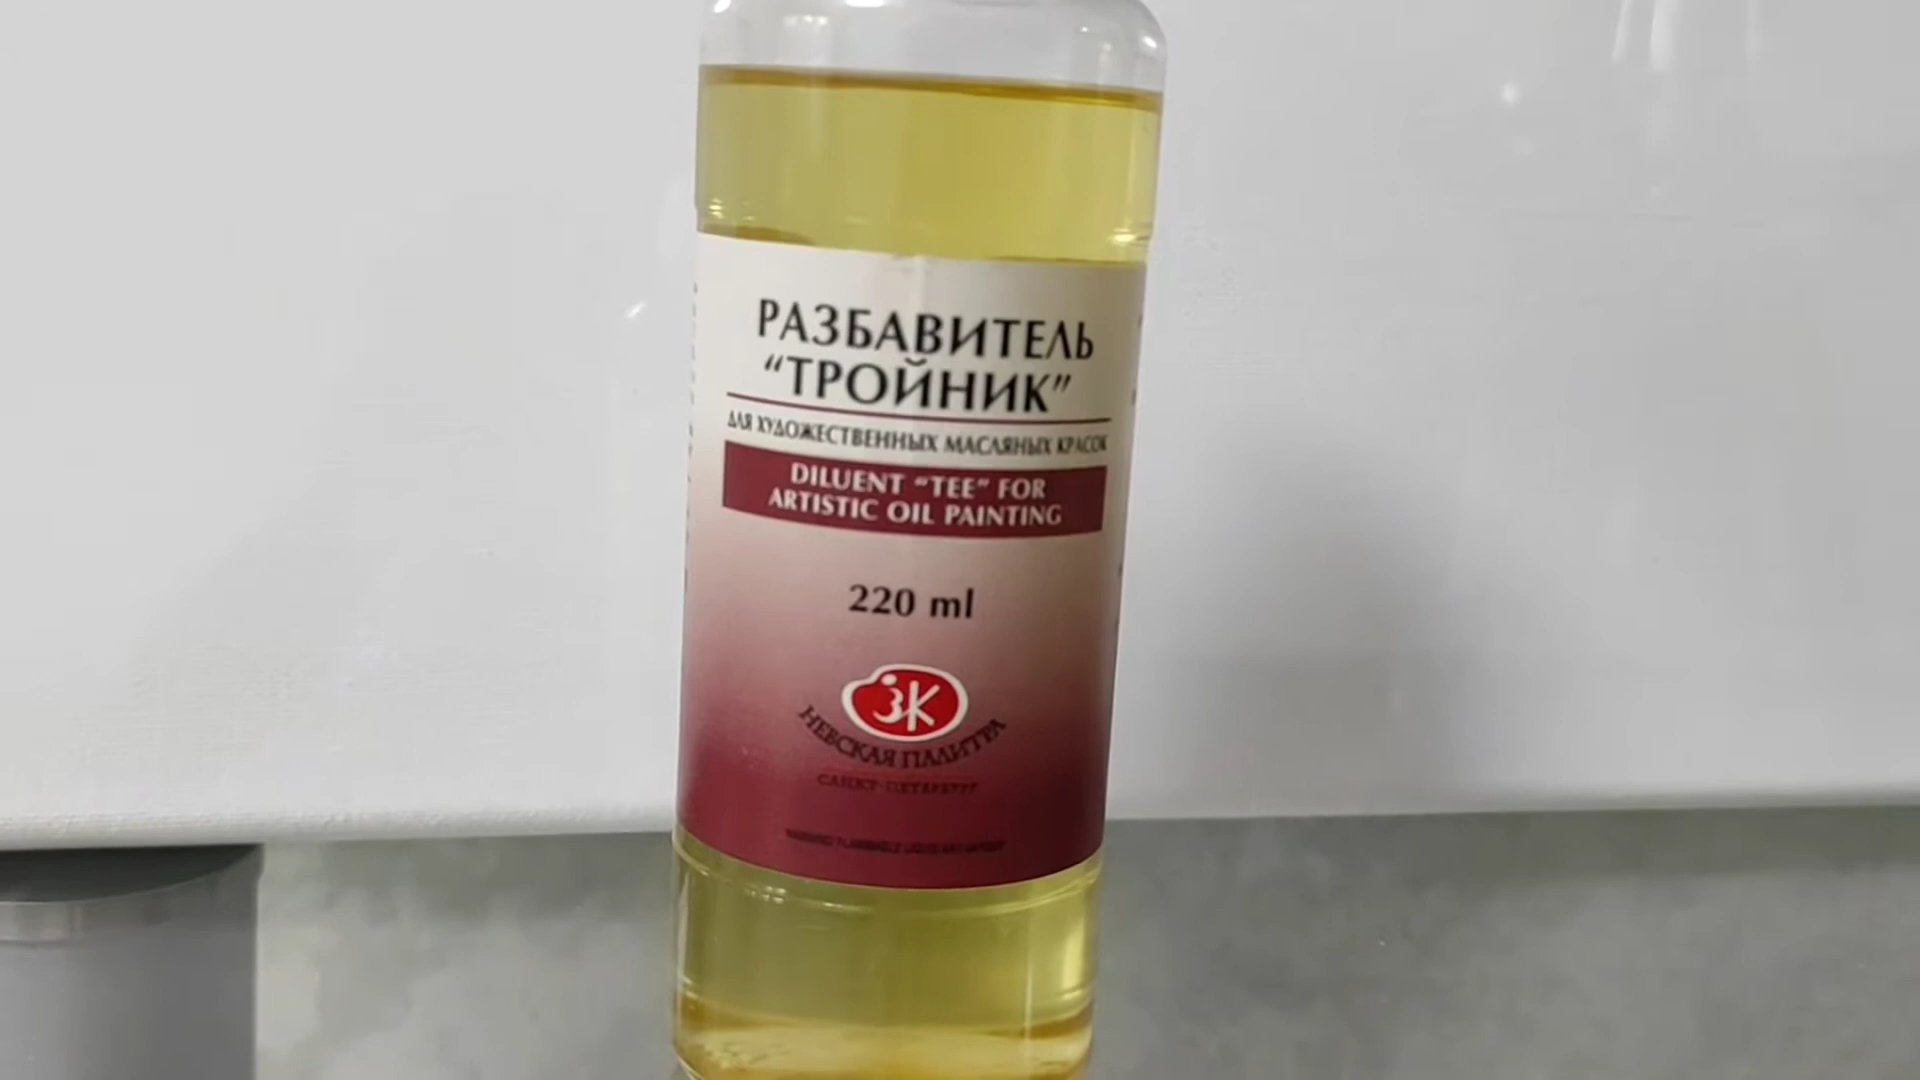 РАЗБАВИТЕЛЬ
“ТРОЙНИК”
ДЛЯ ХУДОЖЕСТВЕННЫХ МАСЛЯНЫХ КРАСОК
DILUENT “TEE” FOR
ARTISTIC OIL PAINTING
220 ml
ЗК
НЕВСКАЯ ПАЛИТРА
САНКТ-ПЕТЕРБУРГ